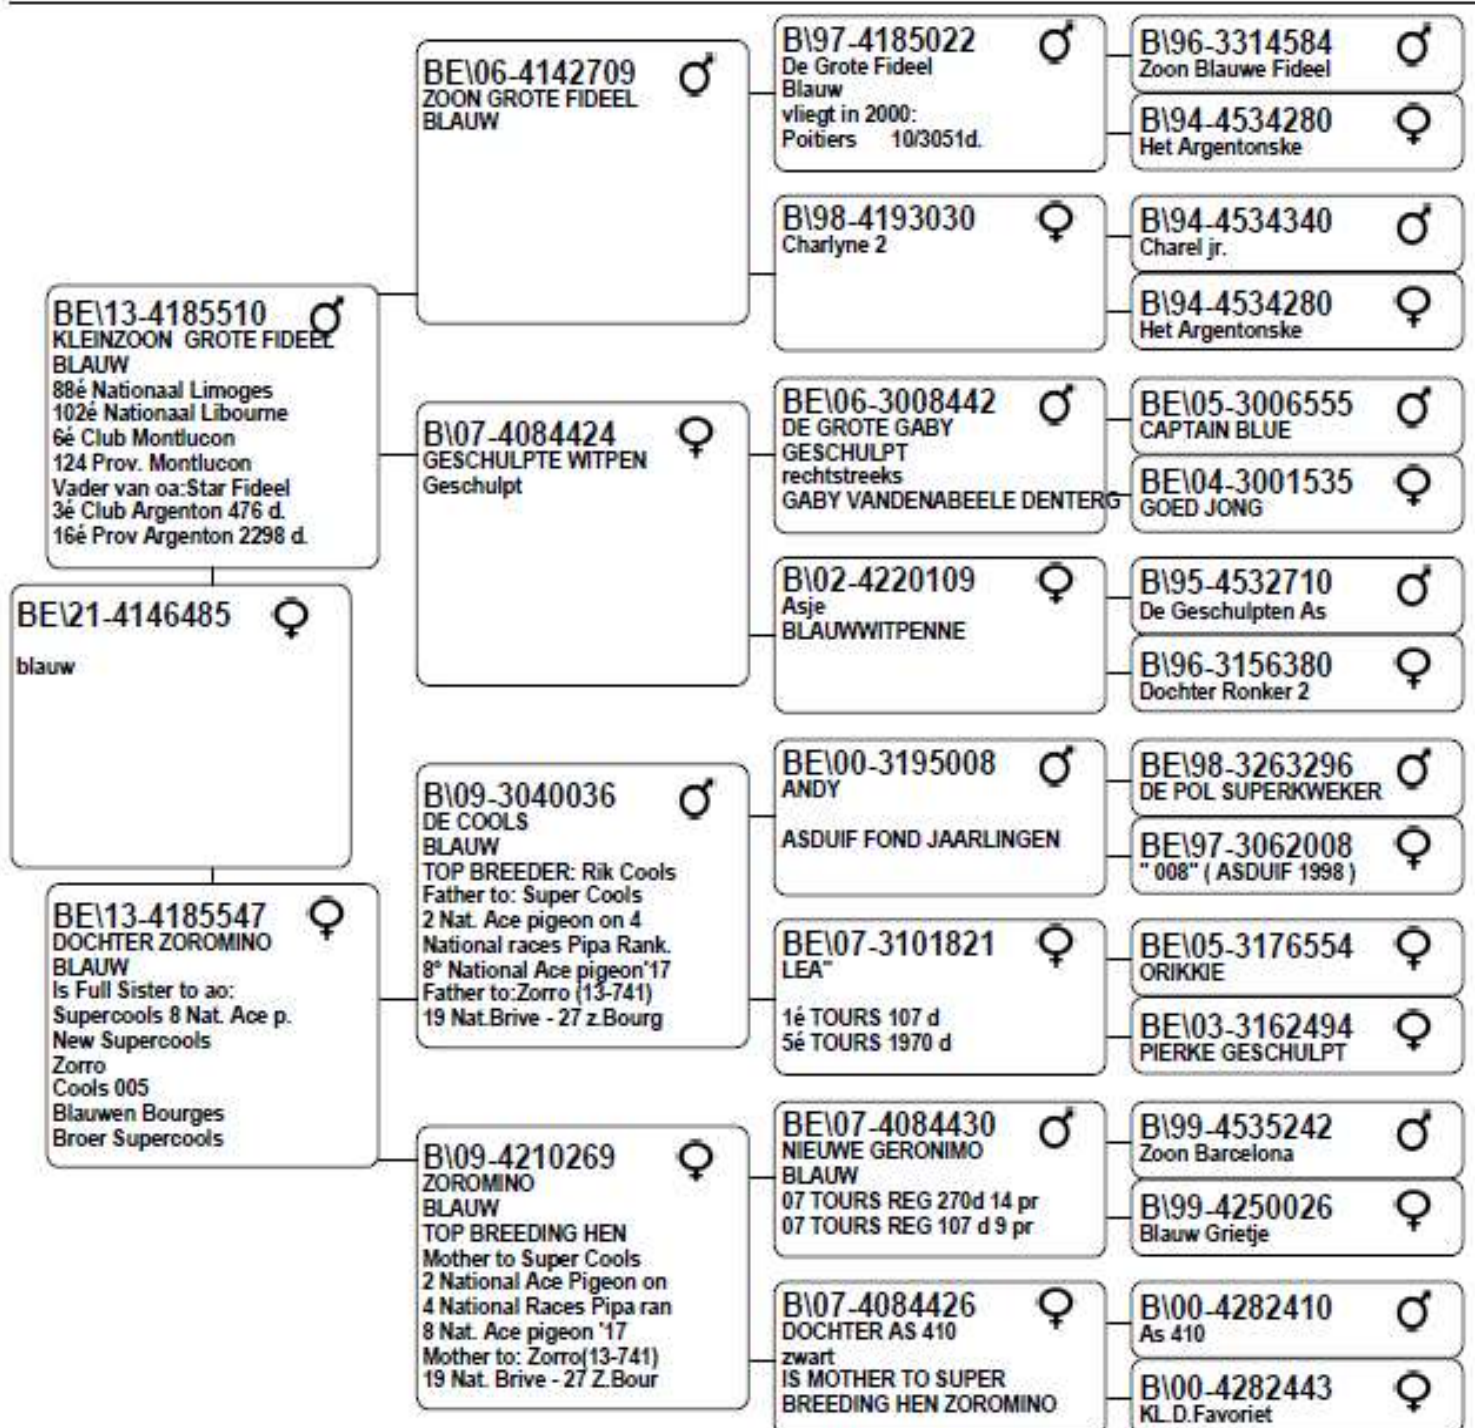 BE\21-4146485
blauw
BE\13-4185510
KLEINZOON GROTE FIDEEL
BLAUW
88é Nationaal Limoges
102é Nationaal Libourne
6é Club Montlucon
124 Prov. Montlucon
Vader van oa:Star Fideel
3é Club Argenton 476 d.
16é Prov Argenton 2298 d.
BE\13-4185547
DOCHTER ZOROMINO
BLAUW
Is Full Sister to ao:
Supercools 8 Nat. Ace p.
New Supercools
Zorro
Cools 005
Blauwen Bourges
Broer Supercools
BE\06-4142709
ZOON GROTE FIDEEL
BLAUW
B\07-4084424
GESCHULPTE WITPEN
Geschulpt
B\09-3040036
DE COOLS
BLAUW
TOP BREEDER: Rik Cools
Father to: Super Cools
2 Nat. Ace pigeon on 4
National races Pipa Rank.
8° National Ace pigeon'17
Father to:Zorro (13-741)
19 Nat.Brive - 27 z.Bourg
B\09-4210269
ZOROMINO
BLAUW
TOP BREEDING HEN
Mother to Super Cools
2 National Ace Pigeon on
4 National Races Pipa ran
8 Nat. Ace pigeon '17
Mother to: Zorro(13-741)
19 Nat. Brive - 27 Z.Bour
B\97-4185022
De Grote Fideel
Blauw
vliegt in 2000:
Poitiers 10/3051d.
B\98-4193030
Charlyne 2
BE\06-3008442
DE GROTE GABY
GESCHULPT
rechtstreeks
GABY VANDENABEELE DENTERG
B\02-4220109
Asje
BLAUWWITPENNE
BE\00-3195008
ANDY
ASDUIF FOND JAARLINGEN
BE\07-3101821
LEA"
1é TOURS 107 d
5é TOURS 1970 d
BE\07-4084430
NIEUWE GERONIMO
BLAUW
07 TOURS REG 270d 14 pr
07 TOURS REG 107 d 9 pr
B\07-4084426
DOCHTER AS 410
zwart
IS MOTHER TO SUPER
BREEDING HEN ZOROMINO
B\96-3314584
Zoon Blauwe Fideel
B\94-4534280
Het Argentonske
B\94-4534340
Charel jr.
B\94-4534280
Het Argentonske
BE\05-3006555
CAPTAIN BLUE
BE\04-3001535
GOED JONG
B\95-4532710
De Geschulpten As
B\96-3156380
Dochter Ronker 2
BE\98-3263296
DE POL SUPERKWEKER
BE\97-3062008
" 008" ( ASDUIF 1998 )
BE\05-3176554
ORIKKIE
BE\03-3162494
PIERKE GESCHULPT
B\99-4535242
Zoon Barcelona
B\99-4250026
Blauw Grietje
B\00-4282410
As 410
B\00-4282443
KL.D.Favoriet